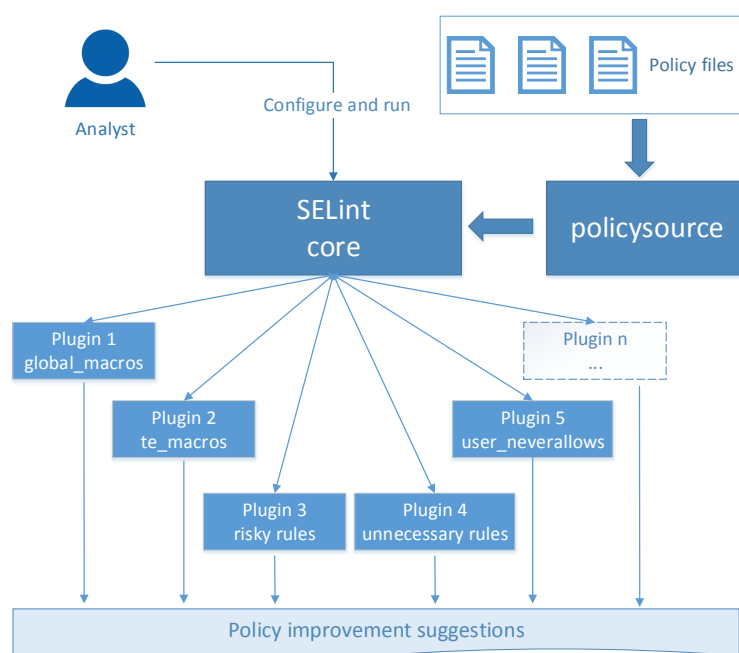 Policy files
Analyst
Configure and run
SELint
core
policysource
Plugin 1
global_macros
Plugin n
...
Plugin 2
te_macros
Plugin 5
user_neverallows
Plugin 3
risky rules
Plugin 4
unnecessary rules
Policy improvement suggestions